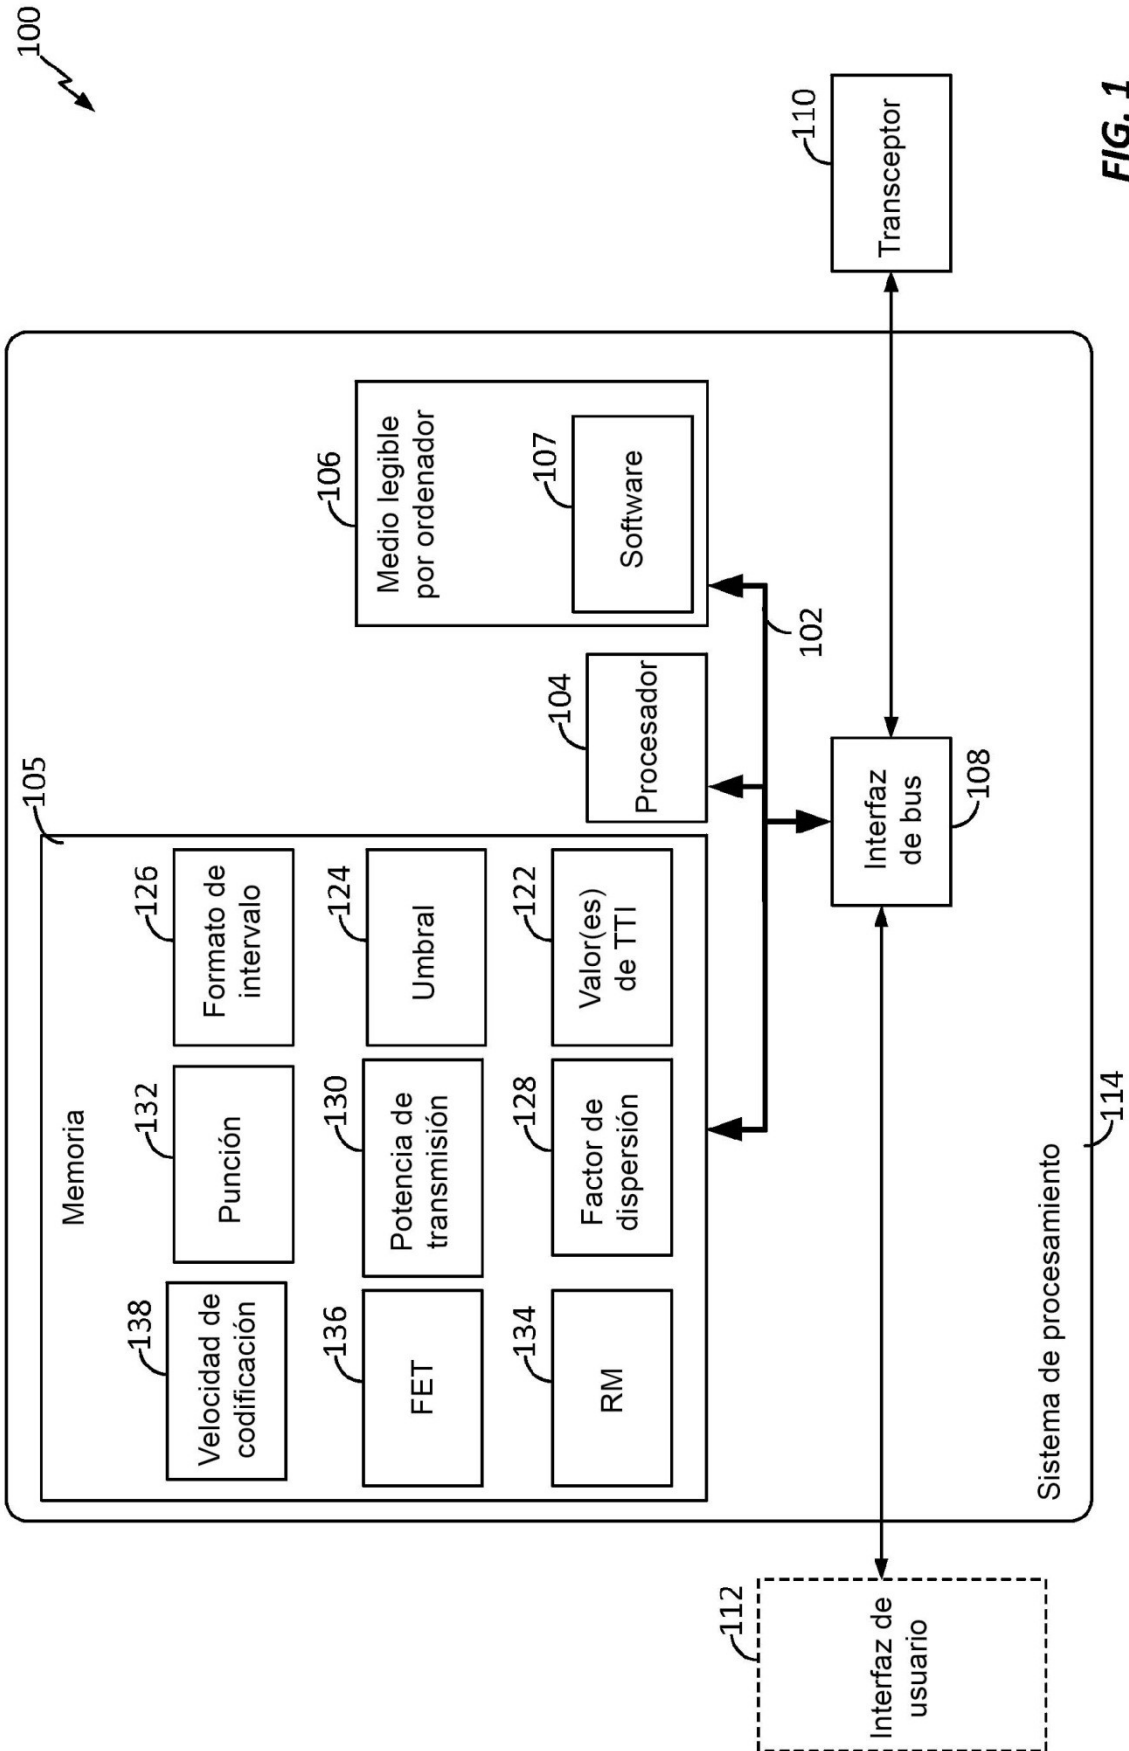 100
105
Memoria
138
Velocidad de
codificación
132
Punción
126
Formato de
intervalo
136
FET
130
Potencia de
transmisión
124
Umbral
134
RM
128
Factor de
dispersión
122
Valor(es)
de TTI
104
Procesador
106
Medio legible
por ordenador
107
Software
102
112
Interfaz de
usuario
Interfaz
de bus
108
110
Transceptor
Sistema de procesamiento
114
FIG. 1